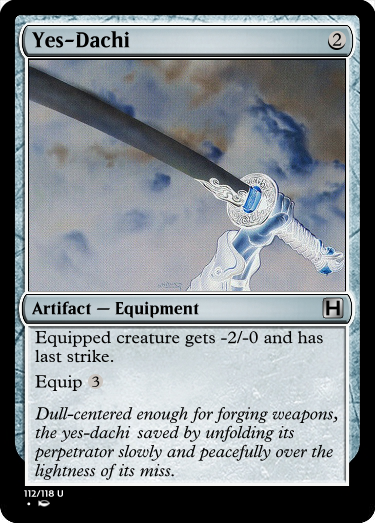 Yes-Dachi 2
Artifact — Equipment H
Equipped creature gets -2/-0 and has
last strike.
Equip 3
Dull-centered enough for forging weapons,
the yes-dachi saved by unfolding its
perpetrator slowly and peacefully over the
lightness of its miss.
112/118 U